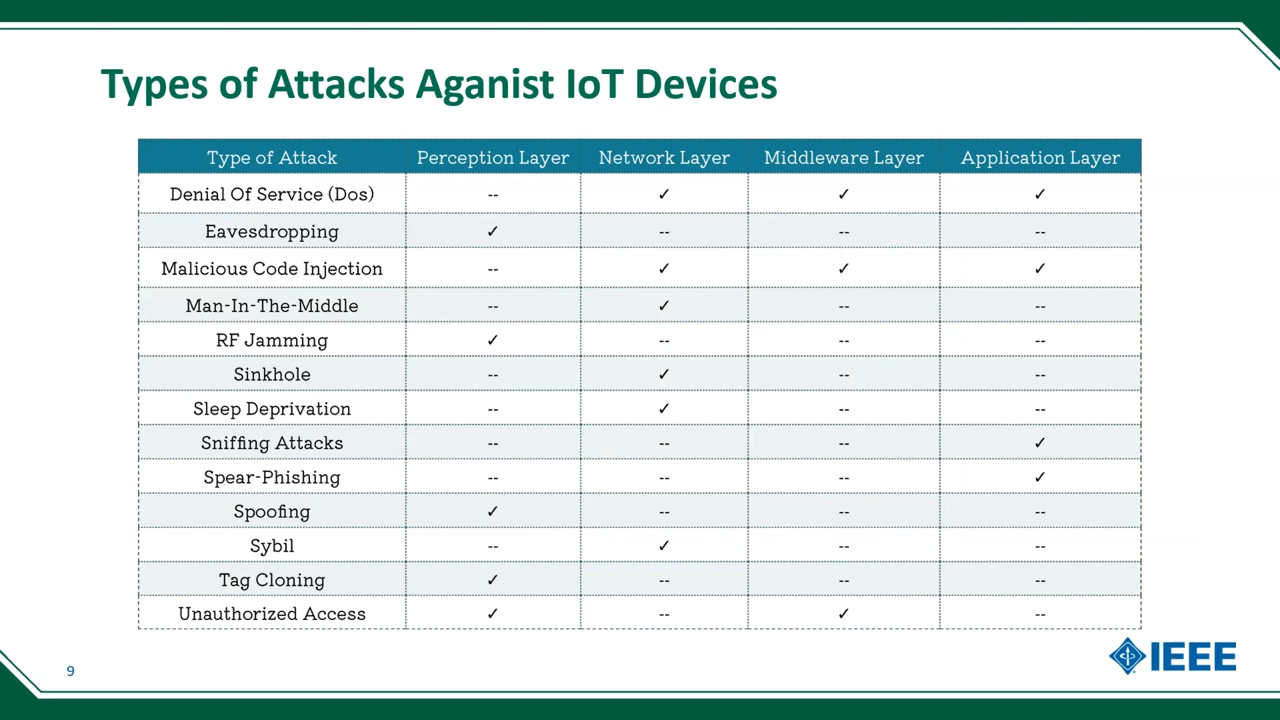 Types of Attacks Aganist IoT Devices
Type of Attack Perception Layer Network Layer Middleware Layer Application Layer
Denial Of Service (Dos) -- ✓ ✓ ✓
Eavesdropping ✓ -- -- --
Malicious Code Injection -- ✓ ✓ ✓
Man-In-The-Middle -- ✓ -- --
RF Jamming ✓ -- -- --
Sinkhole -- ✓ -- --
Sleep Deprivation -- ✓ -- --
Sniffing Attacks -- -- -- ✓
Spear-Phishing -- -- -- ✓
Spoofing ✓ -- -- --
Sybil -- ✓ -- --
Tag Cloning ✓ -- -- --
Unauthorized Access ✓ -- ✓ --
9
IEEE